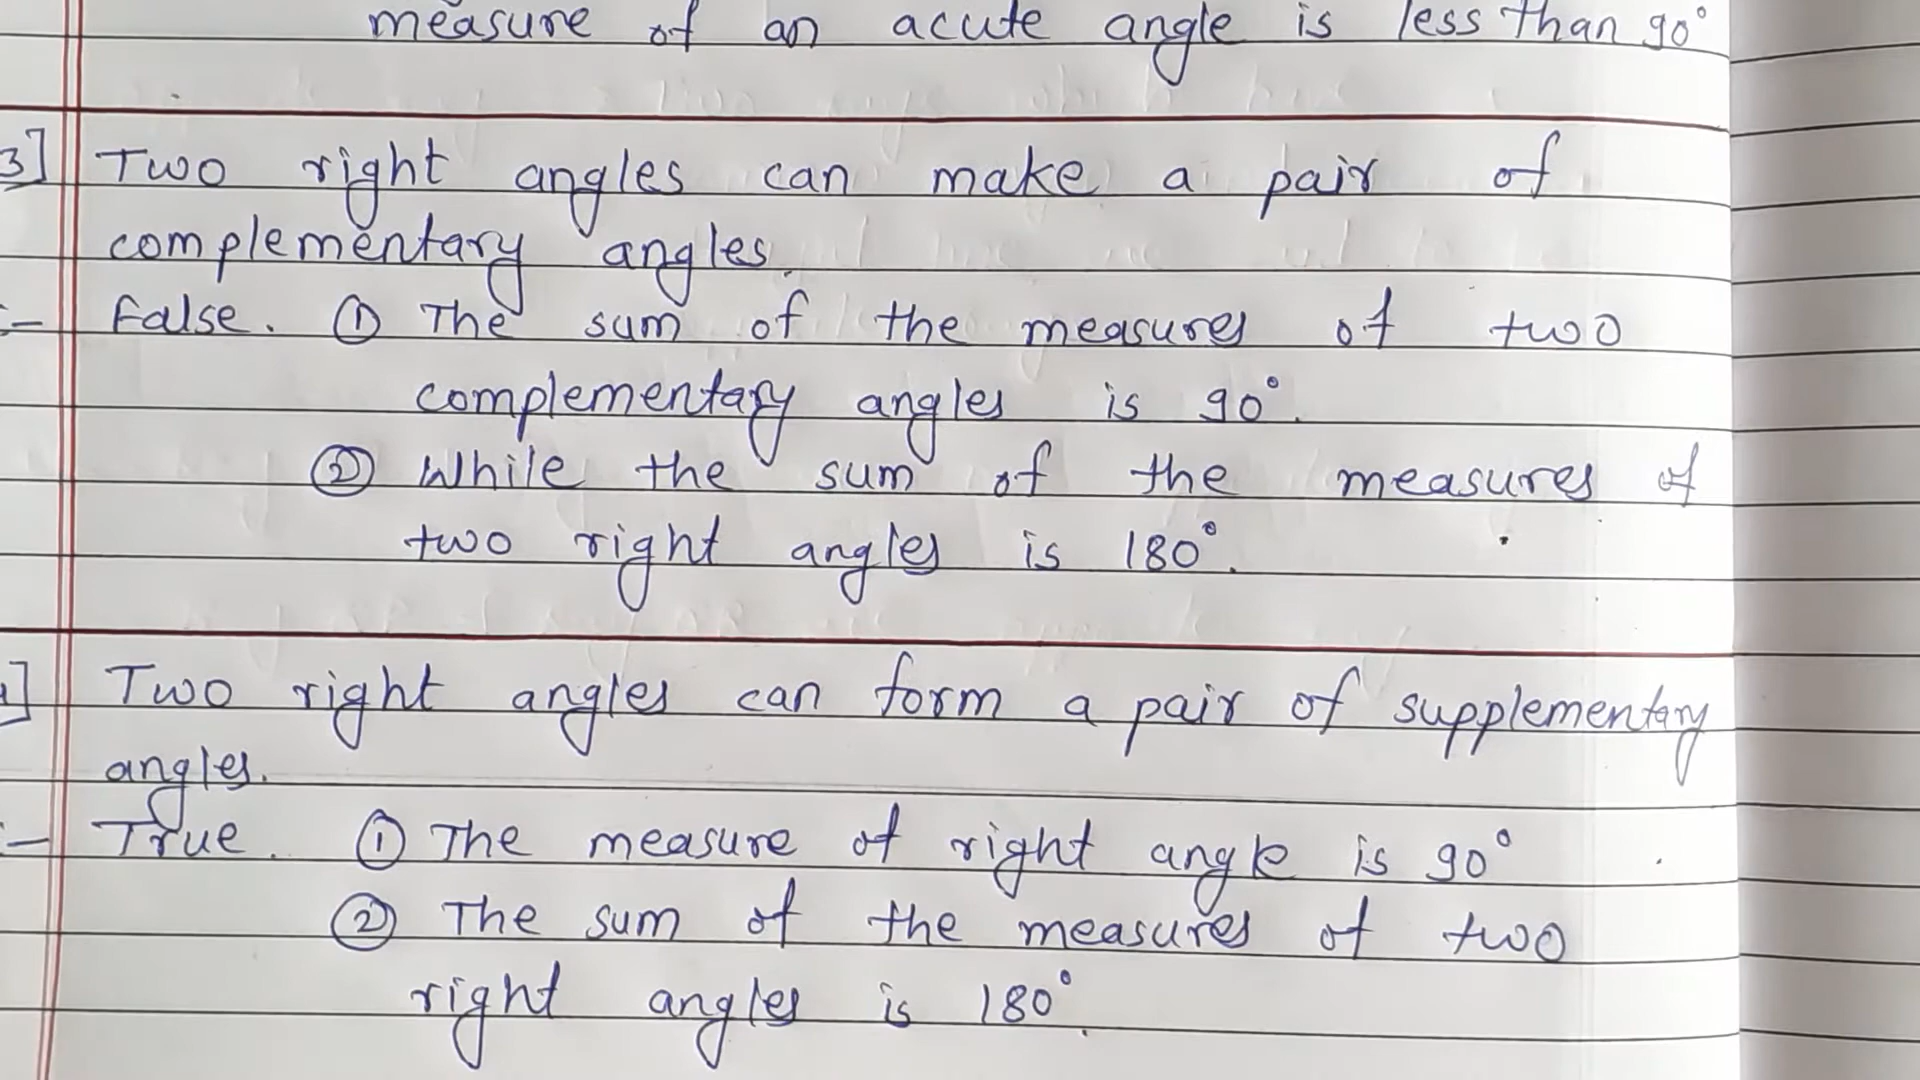 measure of an acute angle is less than 90°
3] Two right angles can make a pair of
complementary angles.
:- False. ① The sum of the measures of two
complementary angles is 90°.
② While the sum of the measures of
two right angles is 180°.
] Two right angles can form a pair of supplementary
angles.
:- True. ① The measure of right angle is 90°
② The sum of the measures of two
right angles is 180°.